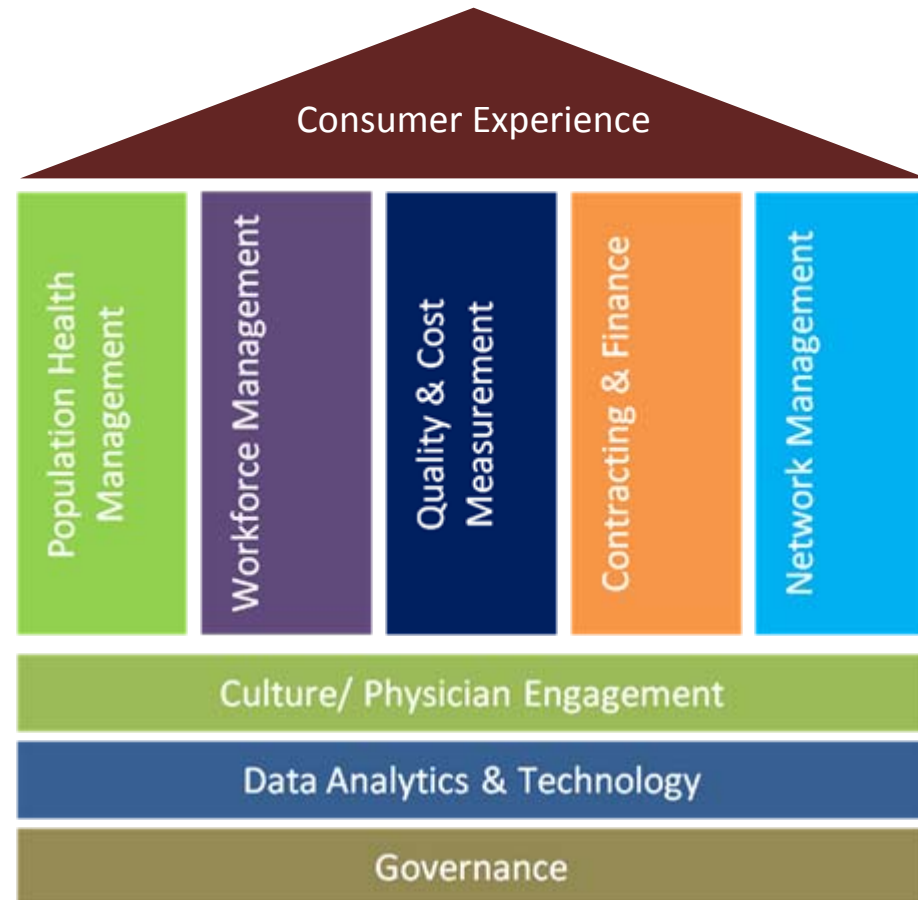 Consumer Experience
Population Health
Management
Workforce Management
Quality & Cost
Measurement
Contracting & Finance
Network Management
Culture/ Physician Engagement
Data Analytics & Technology
Governance